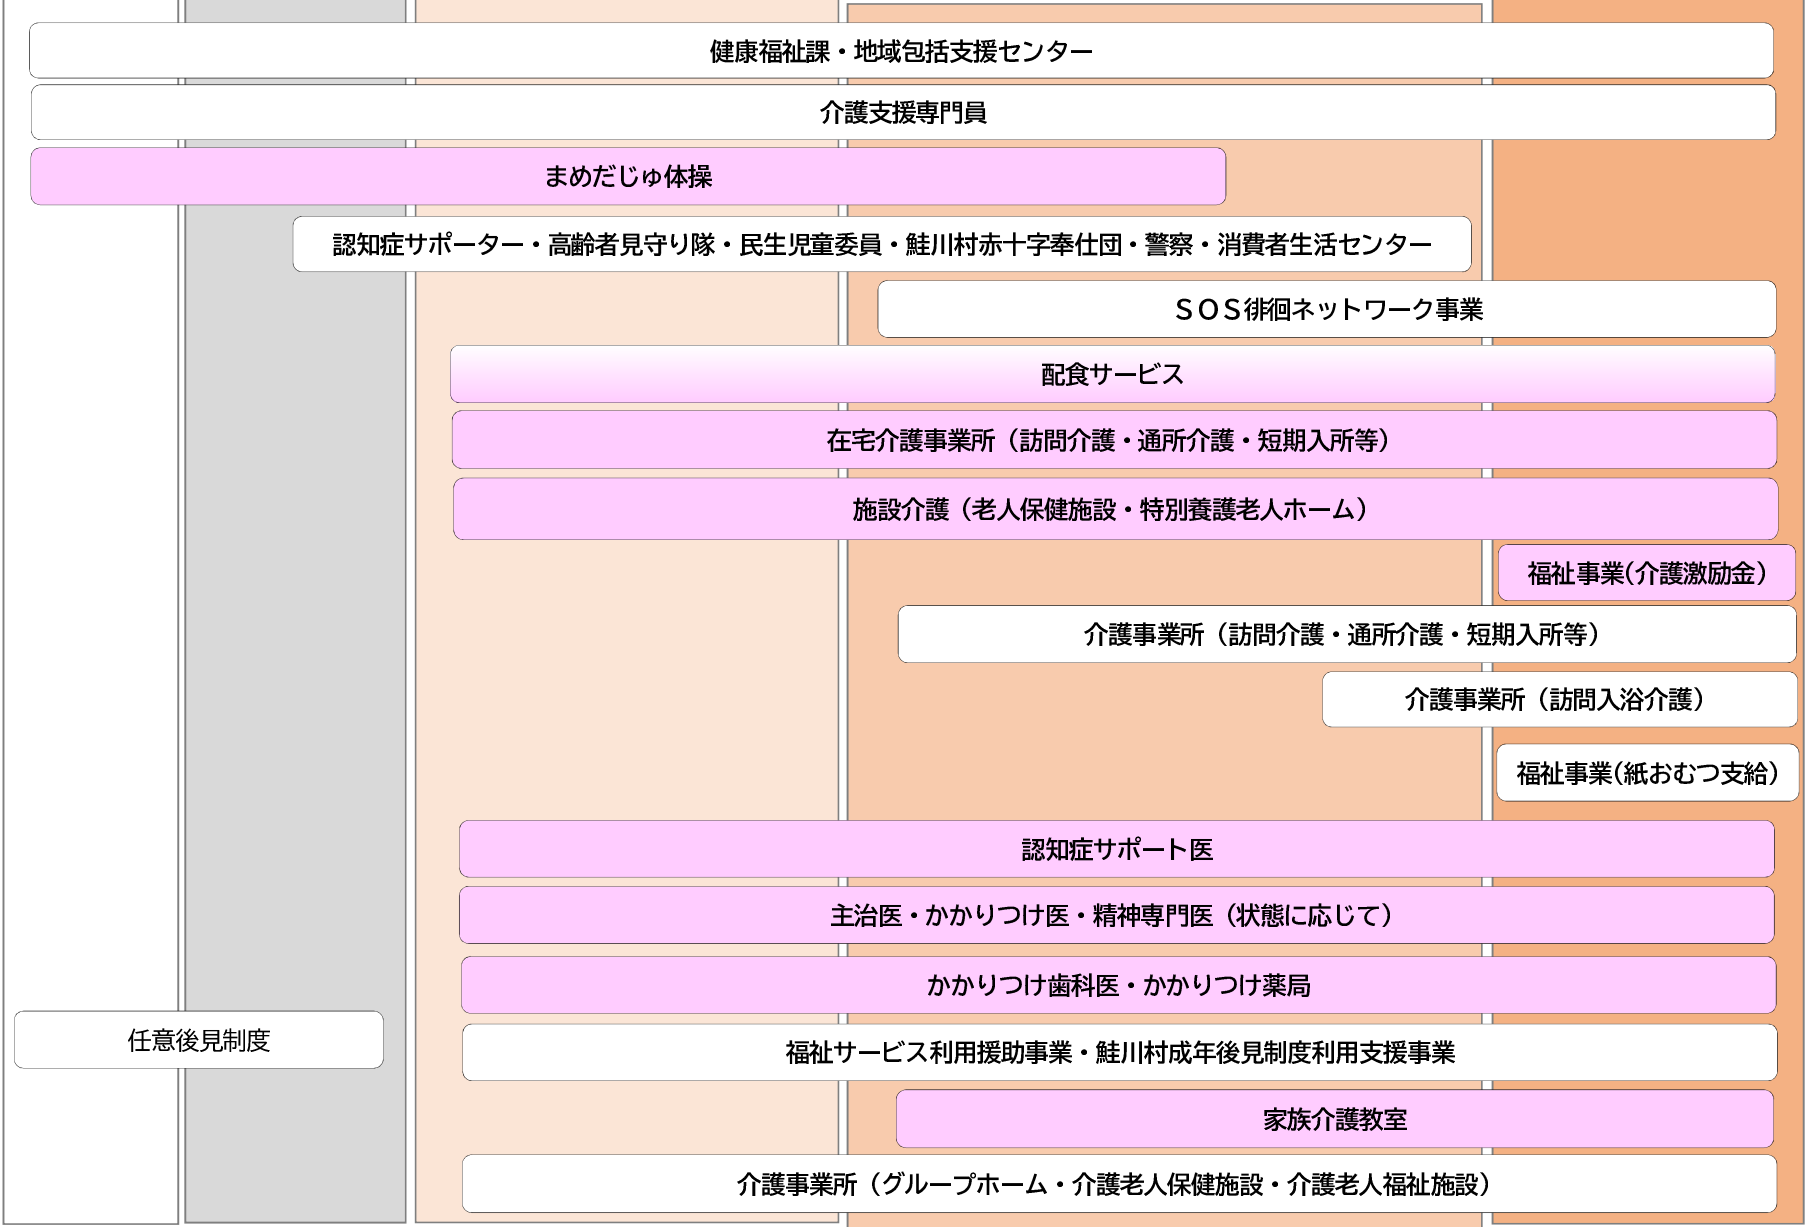 健康福祉課・地域包括支援センター
介護支援専門員
まめだじゅ体操
認知症サポーター・高齢者見守り隊・民生児童委員・鮭川村赤十字奉仕団・警察・消費者生活センター
ＳＯＳ徘徊ネットワーク事業
配食サービス
在宅介護事業所（訪問介護・通所介護・短期入所等）
施設介護（老人保健施設・特別養護老人ホーム）
福祉事業(介護激励金）
介護事業所（訪問介護・通所介護・短期入所等）
介護事業所（訪問入浴介護）
福祉事業(紙おむつ支給）
認知症サポート医
主治医・かかりつけ医・精神専門医（状態に応じて）
かかりつけ歯科医・かかりつけ薬局
任意後見制度
福祉サービス利用援助事業・鮭川村成年後見制度利用支援事業
家族介護教室
介護事業所（グループホーム・介護老人保健施設・介護老人福祉施設）